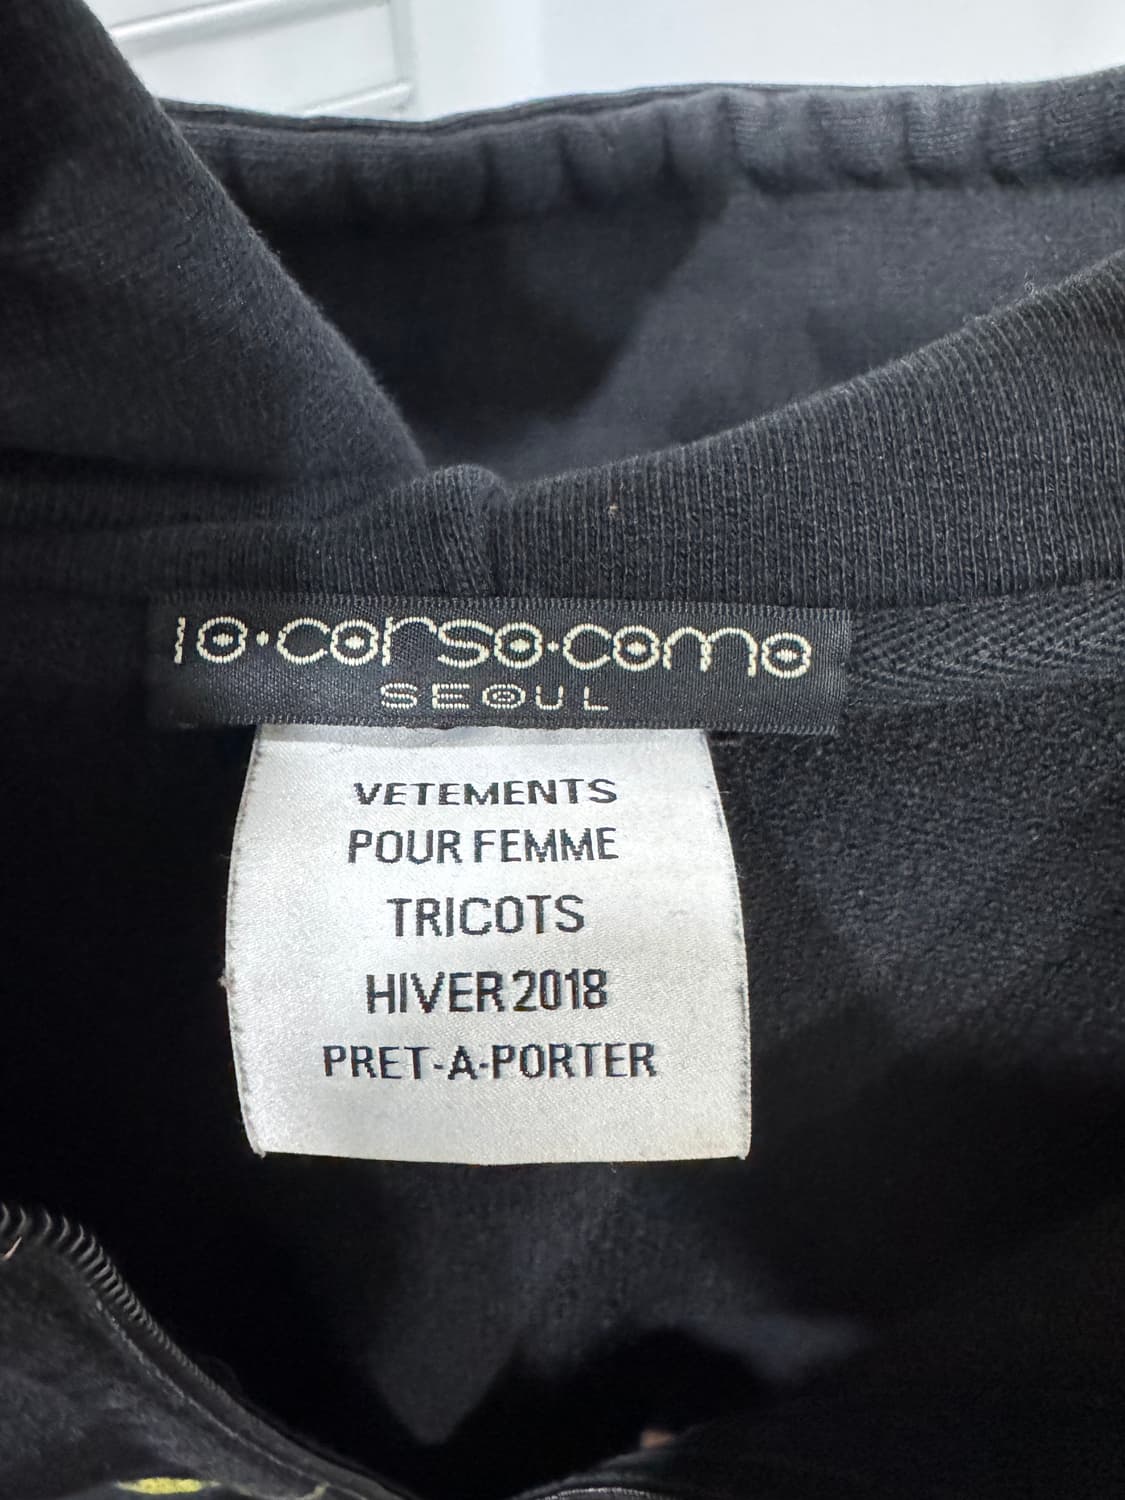 10·corso·como
SEOUL
VETEMENTS
POUR FEMME
TRICOTS
HIVER 2018
PRET-A-PORTER